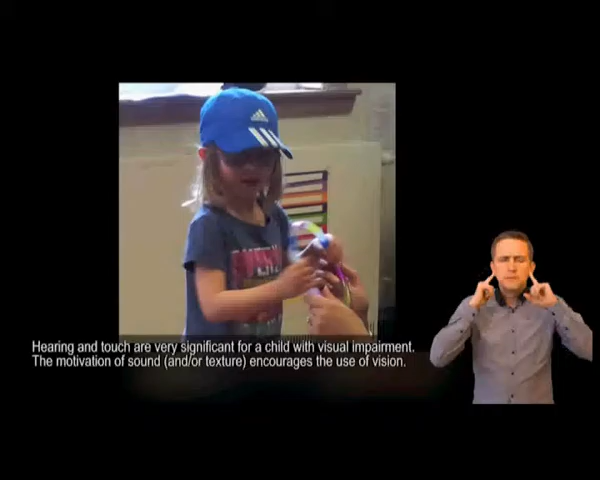 Hearing and touch are very significant for a child with visual impairment.
The motivation of sound (and/or texture) encourages the use of vision.